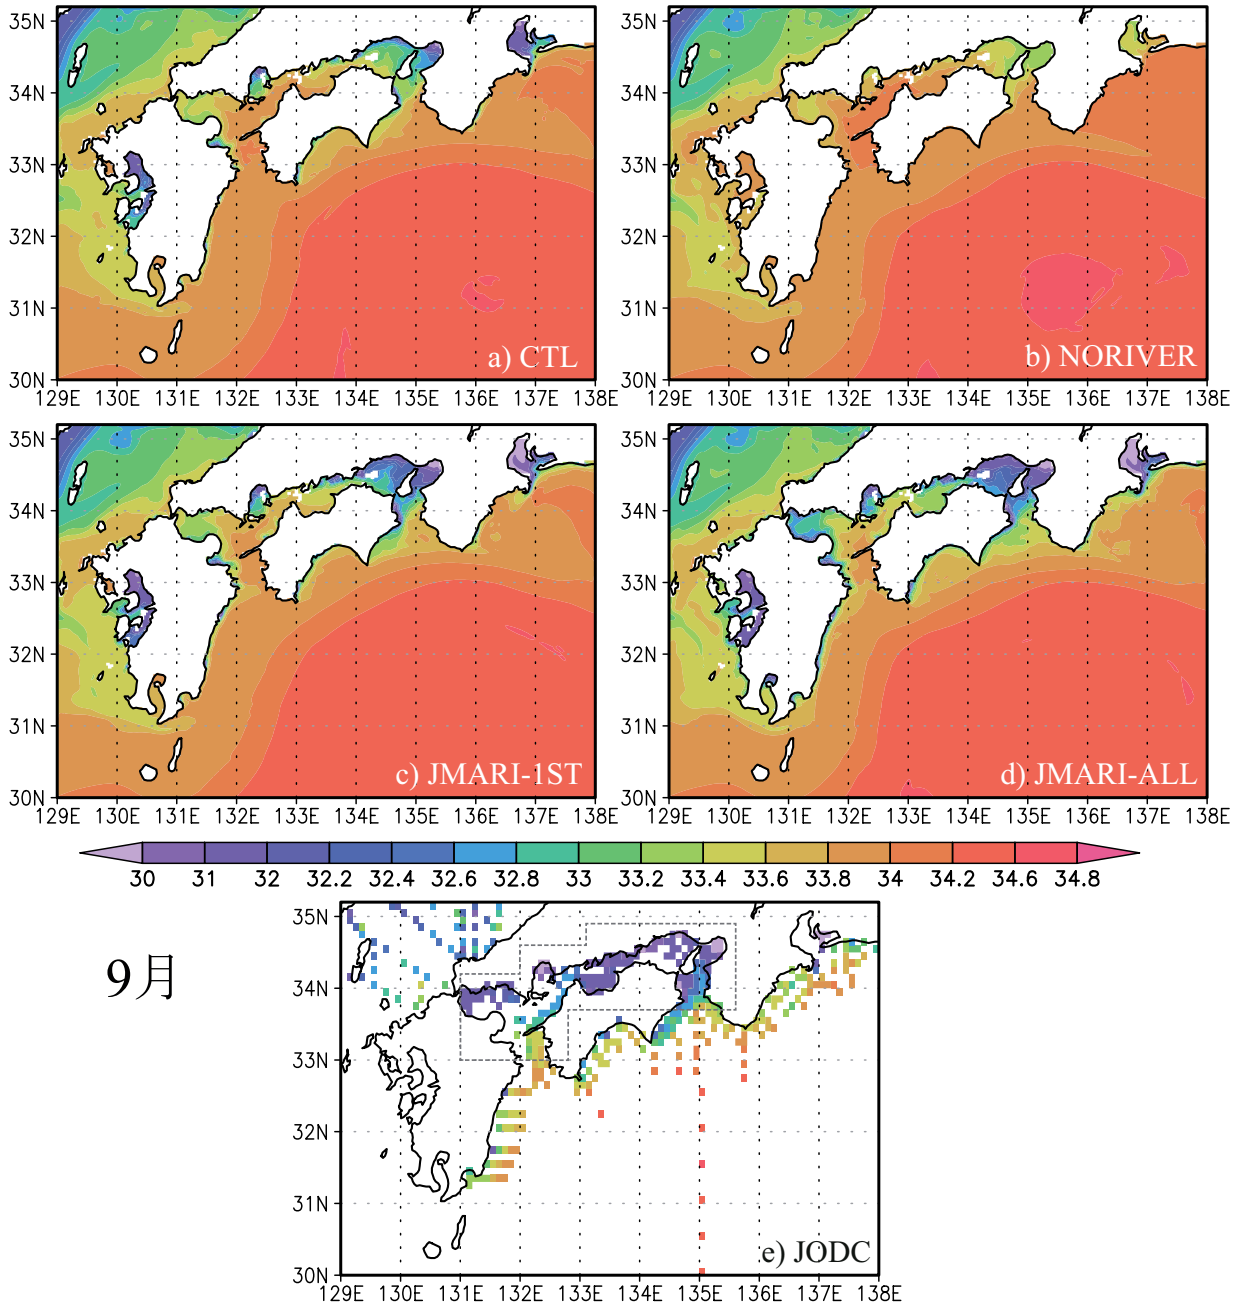 35N
34N
33N
32N
31N
30N
129E 130E 131E 132E 133E 134E 135E 136E 137E 138E
a) CTL
35N
34N
33N
32N
31N
30N
129E 130E 131E 132E 133E 134E 135E 136E 137E 138E
b) NORIVER
35N
34N
33N
32N
31N
30N
129E 130E 131E 132E 133E 134E 135E 136E 137E 138E
c) JMARI-1ST
35N
34N
33N
32N
31N
30N
129E 130E 131E 132E 133E 134E 135E 136E 137E 138E
d) JMARI-ALL
30 31 32 32.2 32.4 32.6 32.8 33 33.2 33.4 33.6 33.8 34 34.2 34.6 34.8
9月
35N
34N
33N
32N
31N
30N
129E 130E 131E 132E 133E 134E 135E 136E 137E 138E
e) JODC